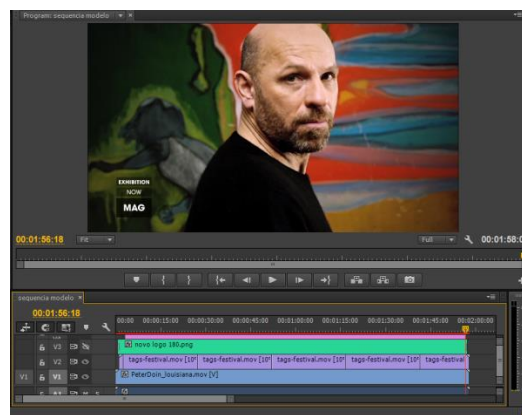 Program: sequencia modelo
EXHIBITION
NOW
MAG
00:01:56:18
Fit
Full
00:01:58:0
sequencia modelo
00:01:56:18
00:00 00:00:15:00 00:00:30:00 00:00:45:00 00:01:00:00 00:01:15:00 00:01:30:00 00:01:45:00 00:02:00:00
V3 novo logo 180.png
V2 tags-festival.mov [10 tags-festival.mov [10 tags-festival.mov [10 tags-festival.mov [10 tags-festival
V1 V1 PeterDoin_louisiana.mov [V]